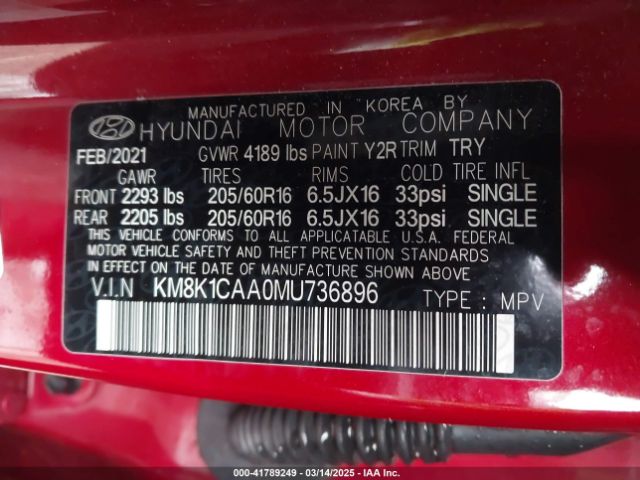 MANUFACTURED IN KOREA BY
HYUNDAI MOTOR COMPANY
FEB/2021 GVWR 4189 lbs PAINT Y2R TRIM TRY
GAWR TIRES RIMS COLD TIRE INFL
FRONT 2293 lbs 205/60R16 6.5JX16 33psi SINGLE
REAR 2205 lbs 205/60R16 6.5JX16 33psi SINGLE
THIS VEHICLE CONFORMS TO ALL APPLICABLE U.S.A. FEDERAL
MOTOR VEHICLE SAFETY AND THEFT PREVENTION STANDARDS
IN EFFECT ON THE DATE OF MANUFACTURE SHOWN ABOVE.
V.I.N KM8K1CAA0MU736896 TYPE : MPV
000-41789249 - 03/14/2025 - IAA Inc.